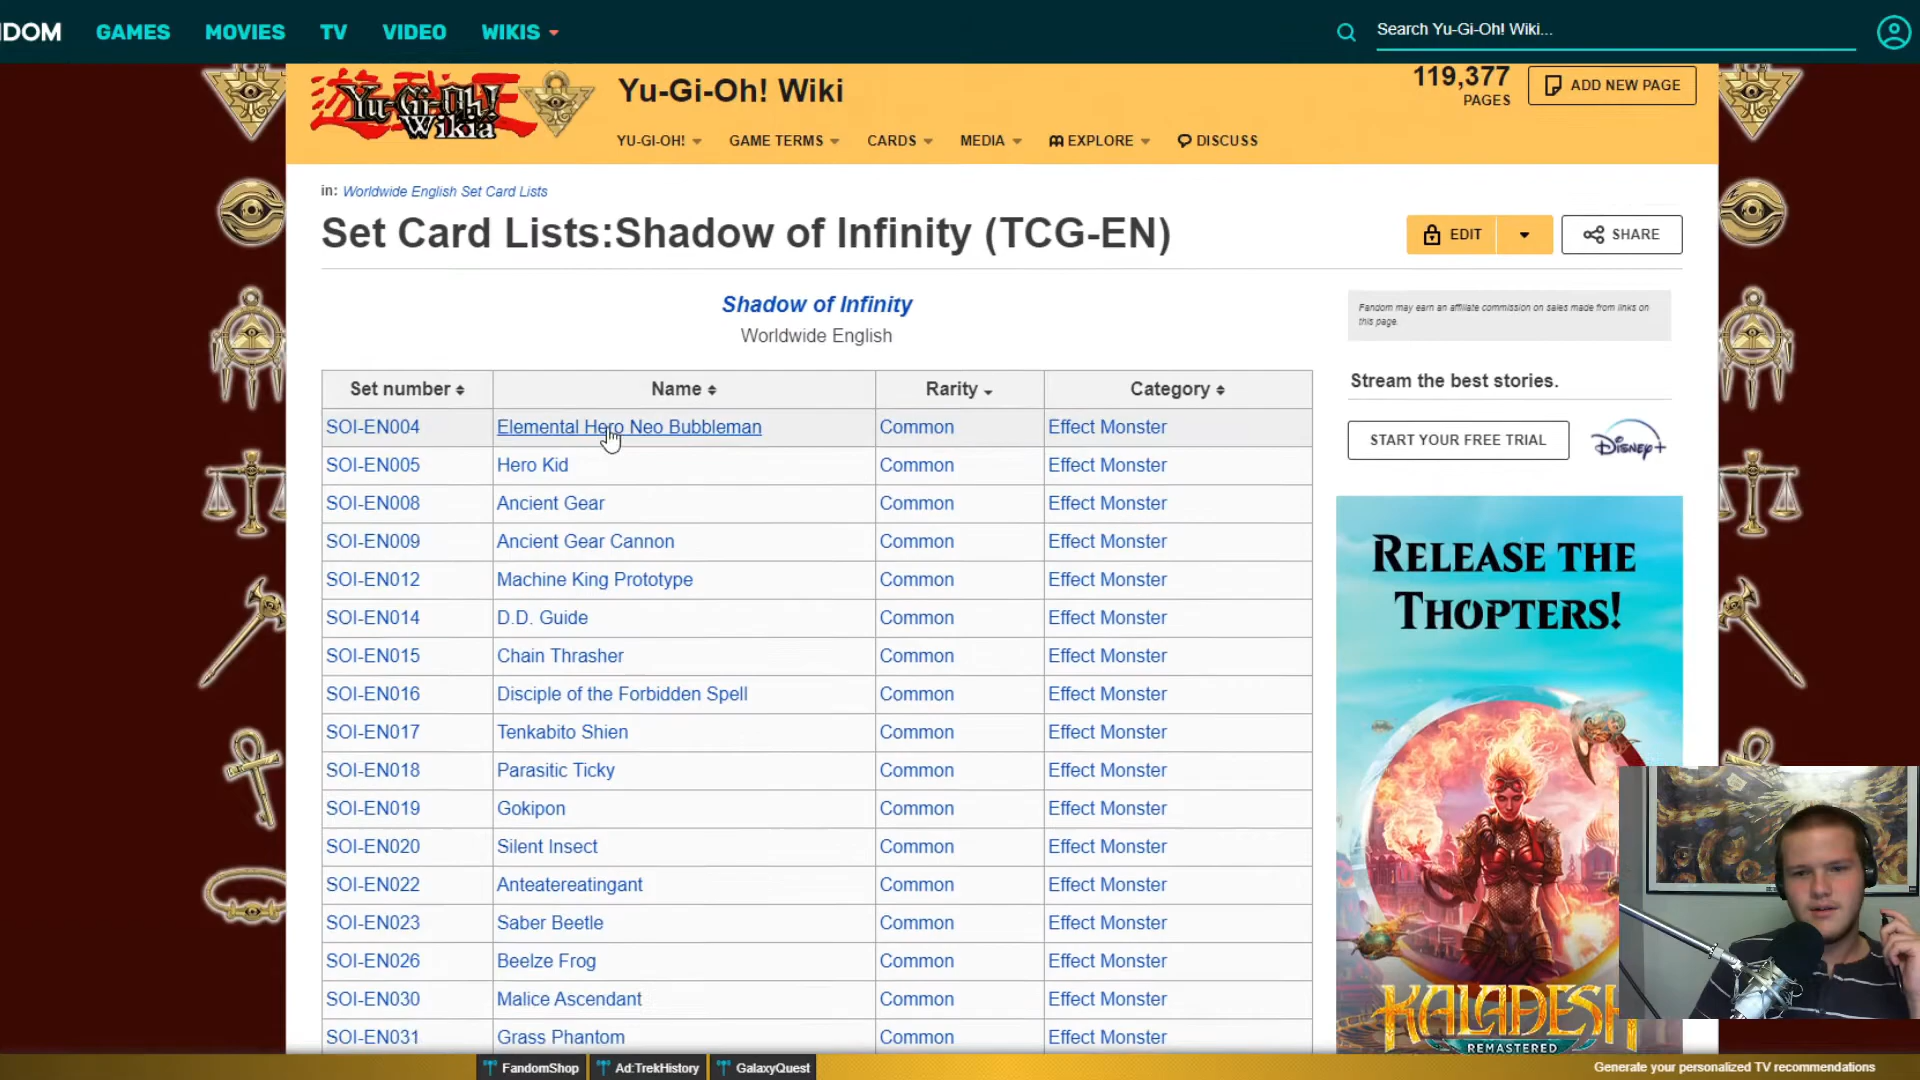 DOM GAMES MOVIES TV VIDEO WIKIS Search Yu-Gi-Oh! Wiki...
遊戯王
Yu-Gi-Oh!
Wikia
Yu-Gi-Oh! Wiki
119,377
PAGES
ADD NEW PAGE
YU-GI-OH! GAME TERMS CARDS MEDIA EXPLORE DISCUSS
in: Worldwide English Set Card Lists
Set Card Lists:Shadow of Infinity (TCG-EN)
EDIT SHARE
Shadow of Infinity
Worldwide English
Set number Name Rarity Category
SOI-EN004 Elemental Hero Neo Bubbleman Common Effect Monster
SOI-EN005 Hero Kid Common Effect Monster
SOI-EN008 Ancient Gear Common Effect Monster
SOI-EN009 Ancient Gear Cannon Common Effect Monster
SOI-EN012 Machine King Prototype Common Effect Monster
SOI-EN014 D.D. Guide Common Effect Monster
SOI-EN015 Chain Thrasher Common Effect Monster
SOI-EN016 Disciple of the Forbidden Spell Common Effect Monster
SOI-EN017 Tenkabito Shien Common Effect Monster
SOI-EN018 Parasitic Ticky Common Effect Monster
SOI-EN019 Gokipon Common Effect Monster
SOI-EN020 Silent Insect Common Effect Monster
SOI-EN022 Anteatereatingant Common Effect Monster
SOI-EN023 Saber Beetle Common Effect Monster
SOI-EN026 Beelze Frog Common Effect Monster
SOI-EN030 Malice Ascendant Common Effect Monster
SOI-EN031 Grass Phantom Common Effect Monster
Fandom may earn an affiliate commission on sales made from links on
this page.
Stream the best stories.
START YOUR FREE TRIAL
Disney+
RELEASE THE
THOPTERS!
KALADESH
REMASTERED
FandomShop Ad:TrekHistory GalaxyQuest Generate your personalized TV recommendations